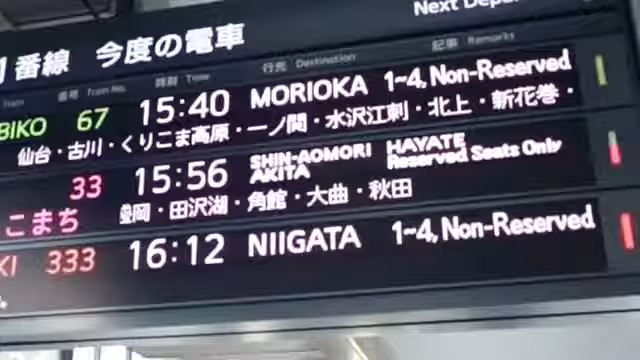 Next Depar
1番線 今度の電車
Train 番号 Train No. 時刻 Time 行先 Destination 記事 Remarks
BIKO 67 15:40 MORIOKA 1~4, Non-Reserved
仙台・古川・くりこま高原・一ノ関・水沢江刺・北上・新花巻・
33 15:56 SHIN-AOMORI AKITA HAYATE Reserved Seats Only
こまち 盛岡・田沢湖・角館・大曲・秋田
KI 333 16:12 NIIGATA 1~4, Non-Reserved